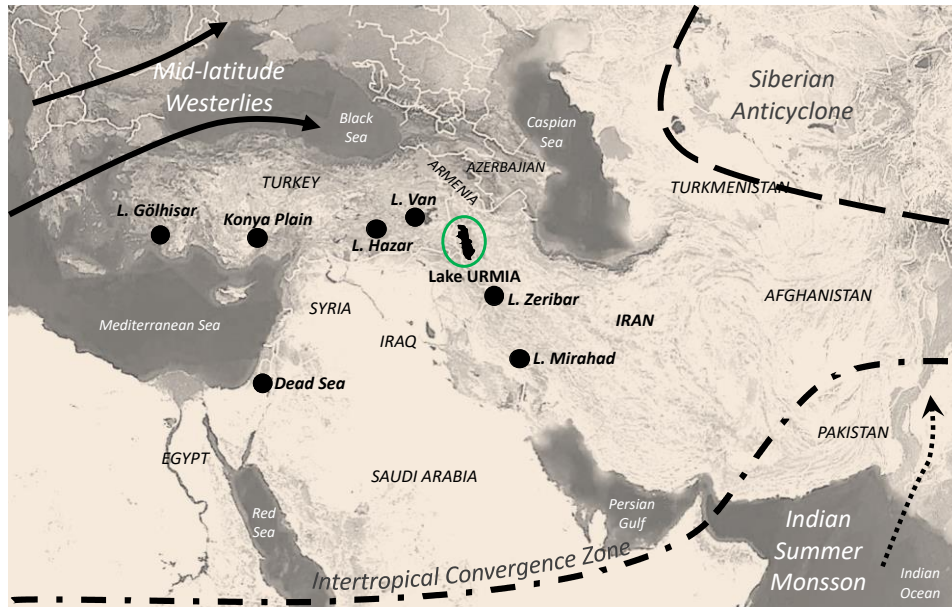 Mid-latitude
Westerlies
Siberian
Anticyclone
Black
Sea
Caspian
Sea
AZERBAJIAN
ARMENIA
TURKEY
TURKMENISTAN
L. Van
L. Gölhisar
Konya Plain
L. Hazar
Lake URMIA
L. Zeribar
AFGHANISTAN
SYRIA
IRAN
Mediterranean Sea
IRAQ
L. Mirahad
Dead Sea
PAKISTAN
EGYPT
SAUDI ARABIA
Red
Sea
Persian
Gulf
Indian
Summer
Monsson
Intertropical Convergence Zone
Indian
Ocean